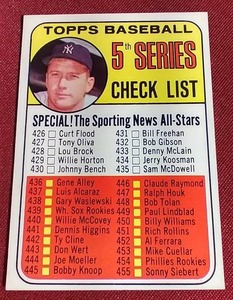 TOPPS BASEBALL
5th SERIES
CHECK LIST
SPECIAL! The Sporting News All-Stars
426 Curt Flood
427 Tony Oliva
428 Lou Brock
429 Willie Horton
430 Johnny Bench
431 Bill Freehan
432 Bob Gibson
433 Denny McLain
434 Jerry Koosman
435 Sam McDowell
436 Gene Alley
437 Luis Alcaraz
438 Gary Waslewski
439 Wh. Sox Rookies
440 Willie McCovey
441 Dennis Higgins
442 Ty Cline
443 Don Wert
444 Joe Moeller
445 Bobby Knoop
446 Claude Raymond
447 Ralph Houk
448 Bob Tolan
449 Paul Lindblad
450 Billy Williams
451 Rich Rollins
452 Al Ferrara
453 Mike Cuellar
454 Phillies Rookies
455 Sonny Siebert